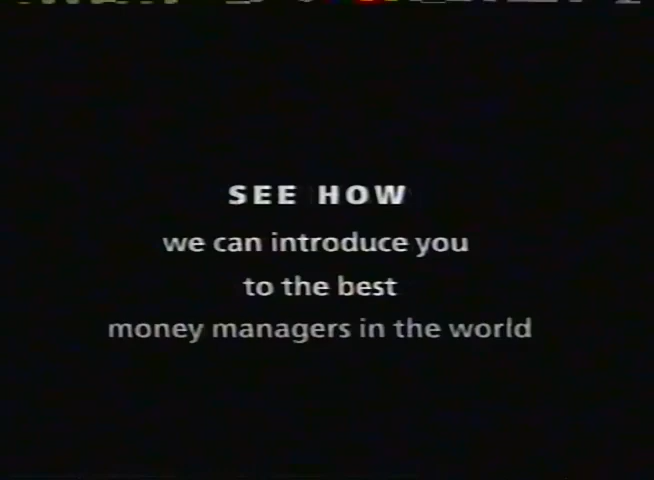 SEE HOW
we can introduce you
to the best
money managers in the world